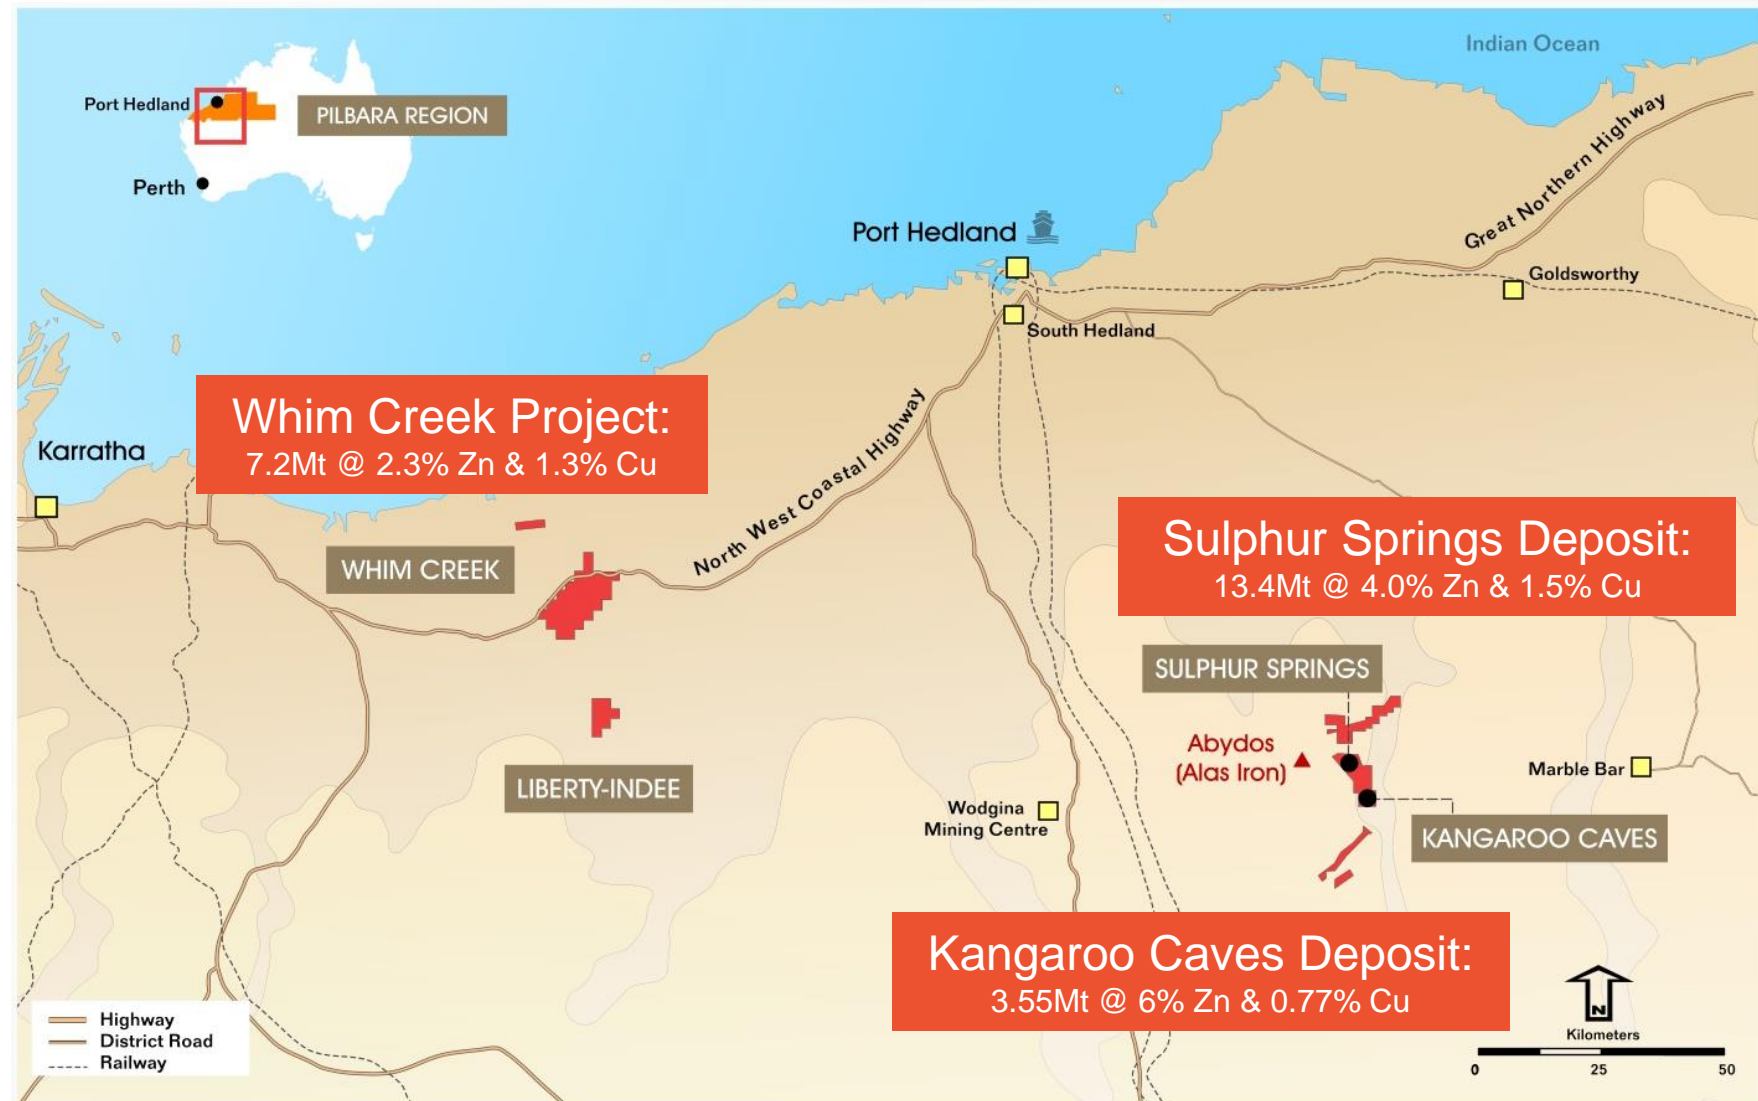 Indian Ocean
Port Hedland
PILBARA REGION
Perth
Great Northern Highway
Port Hedland
Goldsworthy
South Hedland
Whim Creek Project:
7.2Mt @ 2.3% Zn & 1.3% Cu
Karratha
North West Coastal Highway
Sulphur Springs Deposit:
13.4Mt @ 4.0% Zn & 1.5% Cu
WHIM CREEK
SULPHUR SPRINGS
Abydos
(Alas Iron)
Marble Bar
LIBERTY-INDEE
Wodgina
Mining Centre
KANGAROO CAVES
Kangaroo Caves Deposit:
3.55Mt @ 6% Zn & 0.77% Cu
Highway
District Road
Railway
N
Kilometers
0 25 50